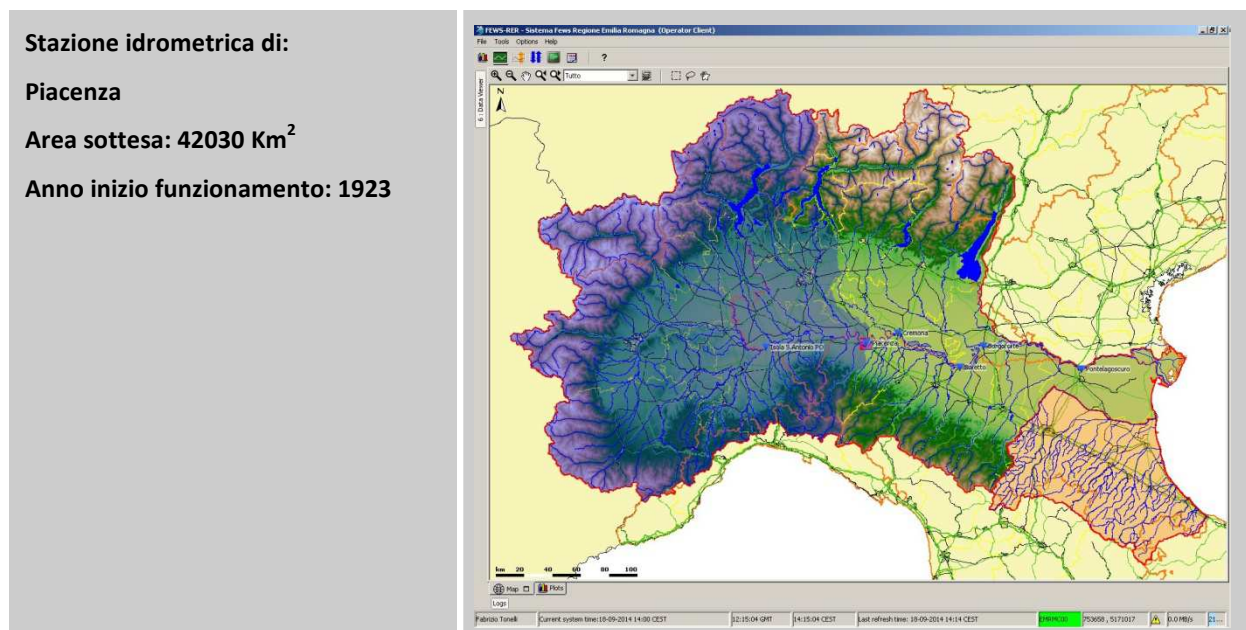 Stazione idrometrica di:
Piacenza
Area sottesa: 42030 Km²
Anno inizio funzionamento: 1923
FEWS-RER - Sistema Fews Regione Emilia Romagna (Operator Client)
File Tools Options Help
?
Tutto
6 : Data Viewer
N
Cremona
Isola S.Antonio PO
Piacenza
Borgoforte
Boretto
Pontelagoscuro
km 20 40 60 80 100
Map Plots
Logs
Fabrizio Tonelli
Current system time:18-09-2014 14:00 CEST
12:15:04 GMT
14:15:04 CEST
Last refresh time: 18-09-2014 14:14 CEST
753658 , 5171017
0.0 MB/s
21...